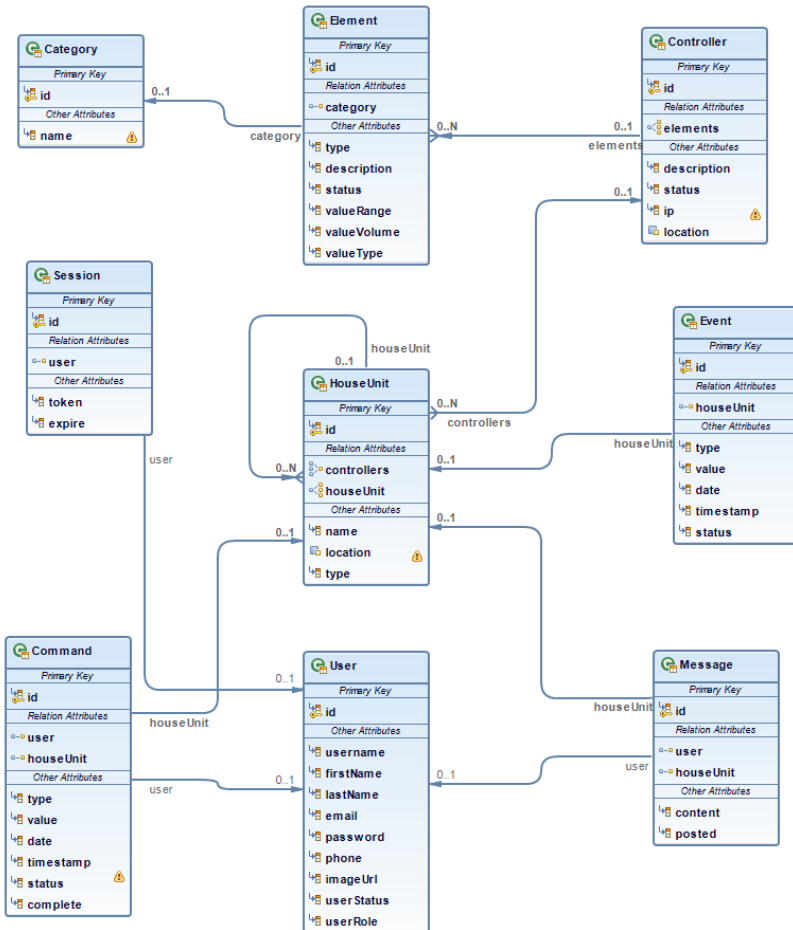 Category
Primary Key
id
Other Attributes
name
0..1
category
Element
Primary Key
id
Relation Attributes
category
Other Attributes
type
description
status
valueRange
valueVolume
valueType
0..N
0..1
elements
Controller
Primary Key
id
Relation Attributes
elements
Other Attributes
description
status
ip
location
0..1
Session
Primary Key
id
Relation Attributes
user
Other Attributes
token
expire
user
houseUnit
0..1
0..N
HouseUnit
Primary Key
id
Relation Attributes
controllers
houseUnit
Other Attributes
name
location
type
0..N
controllers
0..1
houseUnit
0..1
0..1
Event
Primary Key
id
Relation Attributes
houseUnit
Other Attributes
type
value
date
timestamp
status
Command
Primary Key
id
Relation Attributes
user
houseUnit
Other Attributes
type
value
date
timestamp
status
complete
houseUnit
user
0..1
0..1
User
Primary Key
id
Other Attributes
username
firstName
lastName
email
password
phone
imageUrl
userStatus
userRole
0..1
houseUnit
user
Message
Primary Key
id
Relation Attributes
user
houseUnit
Other Attributes
content
posted